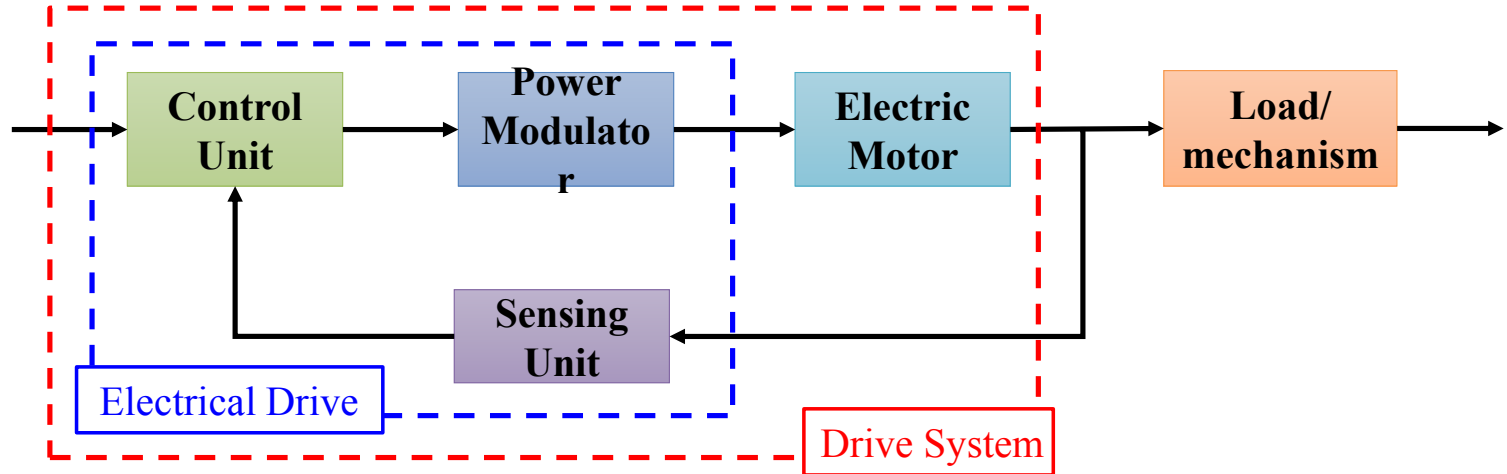 Control
Unit
Power
Modulato
r
Electric
Motor
Load/
mechanism
Sensing
Unit
Electrical Drive
Drive System